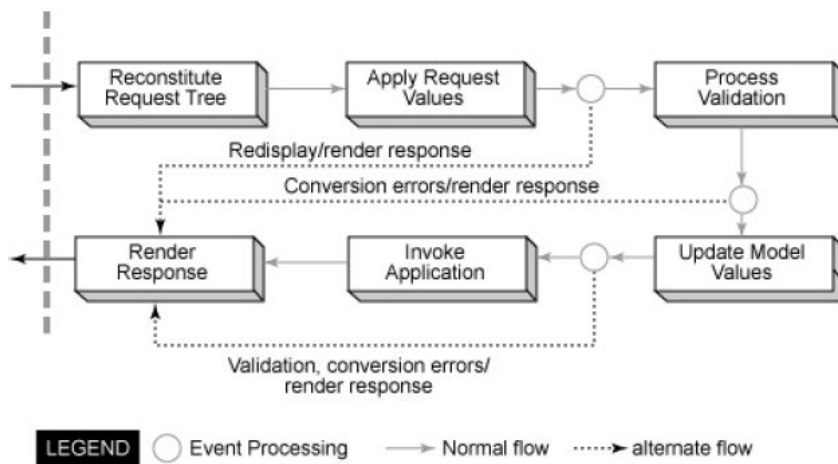 Reconstitute
Request Tree
Apply Request
Values
Process
Validation
Redisplay/render response
Conversion errors/render response
Render
Response
Invoke
Application
Update Model
Values
Validation, conversion errors/
render response
LEGEND
Event Processing
Normal flow
alternate flow